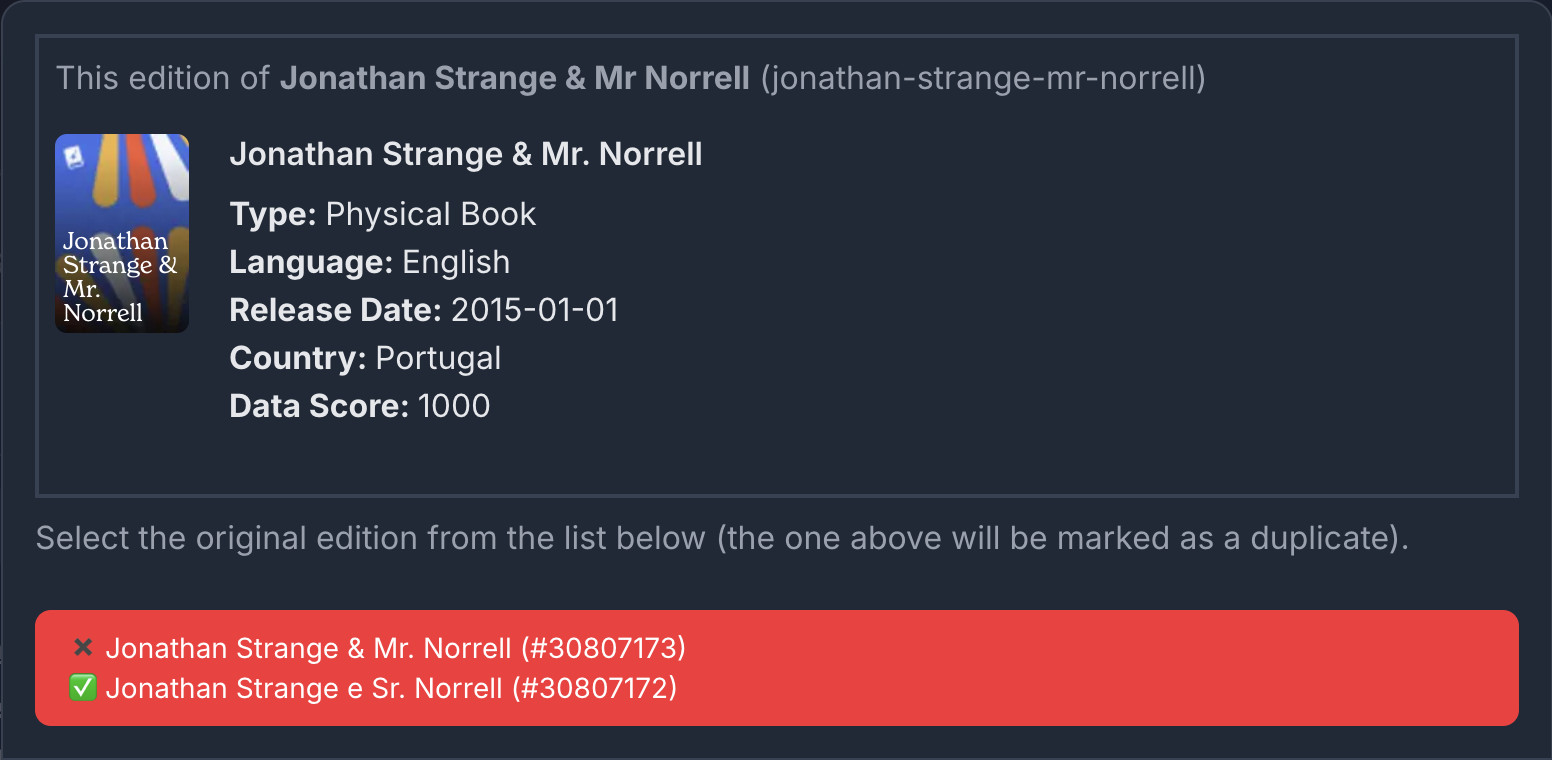 This edition of Jonathan Strange & Mr Norrell (jonathan-strange-mr-norrell)
Jonathan
Strange &
Mr.
Norrell
Jonathan Strange & Mr. Norrell
Type: Physical Book
Language: English
Release Date: 2015-01-01
Country: Portugal
Data Score: 1000
Select the original edition from the list below (the one above will be marked as a duplicate).
✖ Jonathan Strange & Mr. Norrell (#30807173)
✅ Jonathan Strange e Sr. Norrell (#30807172)